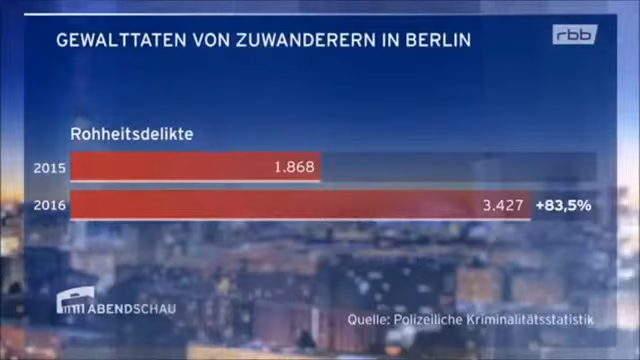 GEWALTTATEN VON ZUWANDERERN IN BERLIN
rbb
Rohheitsdelikte
2015 1.868
2016 3.427 +83,5%
ABENDSCHAU
Quelle: Polizeiliche Kriminalitätsstatistik